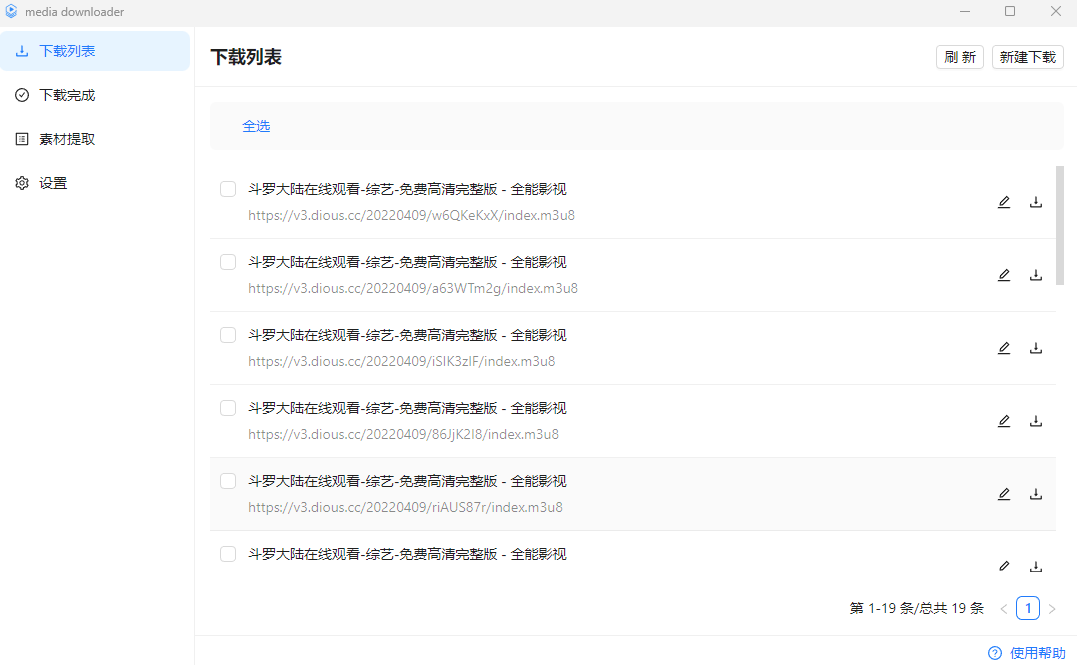 media downloader
下载列表
下载完成
素材提取
设置
下载列表
刷 新
新建下载
全选
斗罗大陆在线观看-综艺-免费高清完整版 - 全能影视
https://v3.dious.cc/20220409/w6QKeKxX/index.m3u8
斗罗大陆在线观看-综艺-免费高清完整版 - 全能影视
https://v3.dious.cc/20220409/a63WTm2g/index.m3u8
斗罗大陆在线观看-综艺-免费高清完整版 - 全能影视
https://v3.dious.cc/20220409/iSIK3zlF/index.m3u8
斗罗大陆在线观看-综艺-免费高清完整版 - 全能影视
https://v3.dious.cc/20220409/86JjK2I8/index.m3u8
斗罗大陆在线观看-综艺-免费高清完整版 - 全能影视
https://v3.dious.cc/20220409/riAUS87r/index.m3u8
斗罗大陆在线观看-综艺-免费高清完整版 - 全能影视
第 1-19 条/总共 19 条
1
使用帮助